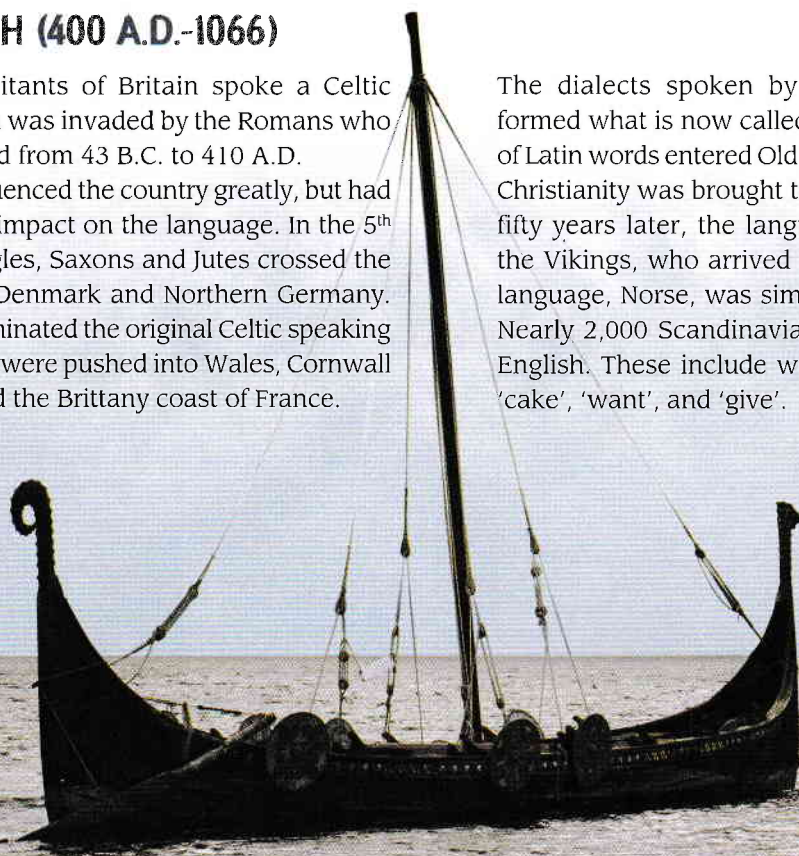 H (400 A.D.-1066)
itants of Britain spoke a Celtic
was invaded by the Romans who
d from 43 B.C. to 410 A.D.
uenced the country greatly, but had
impact on the language. In the 5th
gles, Saxons and Jutes crossed the
Denmark and Northern Germany.
ninated the original Celtic speaking
were pushed into Wales, Cornwall
d the Brittany coast of France.
The dialects spoken by
formed what is now called
of Latin words entered Old
Christianity was brought t
fifty years later, the lang
the Vikings, who arrived
language, Norse, was sim
Nearly 2,000 Scandinavia
English. These include w
'cake', 'want', and 'give'.